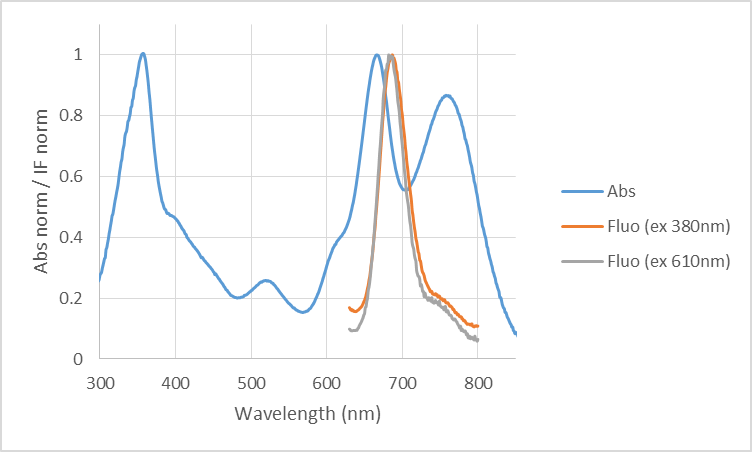 1
0.8
0.6
0.4
0.2
0
300 400 500 600 700 800
Abs norm / IF norm
Wavelength (nm)
Abs
Fluo (ex 380nm)
Fluo (ex 610nm)